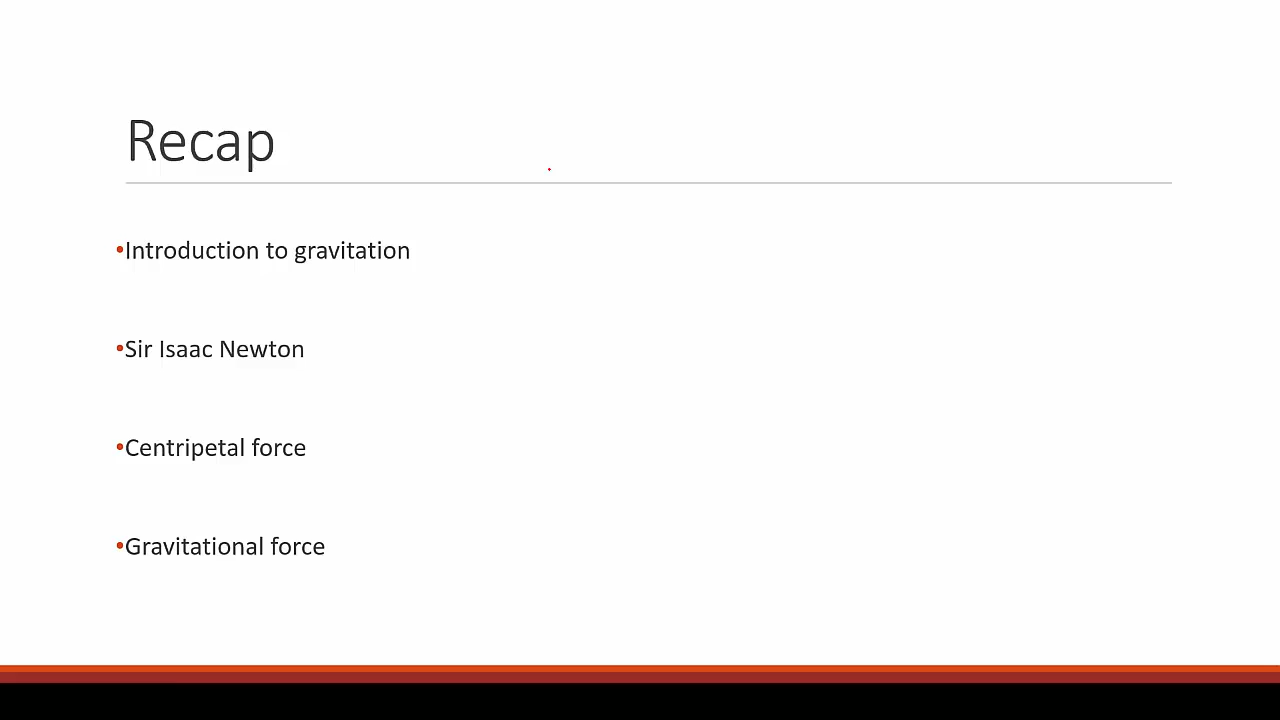 Recap
•Introduction to gravitation
•Sir Isaac Newton
•Centripetal force
•Gravitational force